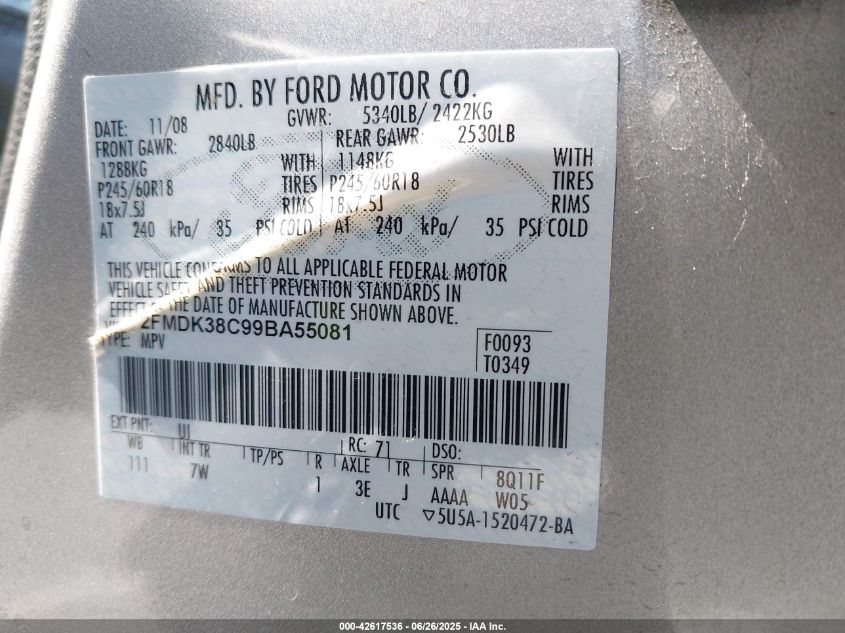 MFD. BY FORD MOTOR CO.
DATE: 11/08 GVWR: 5340LB/ 2422KG
FRONT GAWR: 2840LB REAR GAWR: 2530LB
1288KG WITH 1148KG WITH
P245/60R18 TIRES P245/60R18 TIRES
18x7.5J RIMS 18x7.5J RIMS
AT 240 kPa/ 35 PSI COLD AT 240 kPa/ 35 PSI COLD
THIS VEHICLE CONFORMS TO ALL APPLICABLE FEDERAL MOTOR
VEHICLE SAFETY AND THEFT PREVENTION STANDARDS IN
EFFECT ON THE DATE OF MANUFACTURE SHOWN ABOVE.
2FMDK38C99BA55081
TYPE: MPV
F0093
T0349
EXT PNT: UJ RC: 71 DSO:
WB INT TR TP/PS R AXLE TR SPR 8Q11F
111 7W 1 3E J AAAA W05
UTC ▽5U5A-1520472-BA
000-42617536 - 06/26/2025 - IAA Inc.